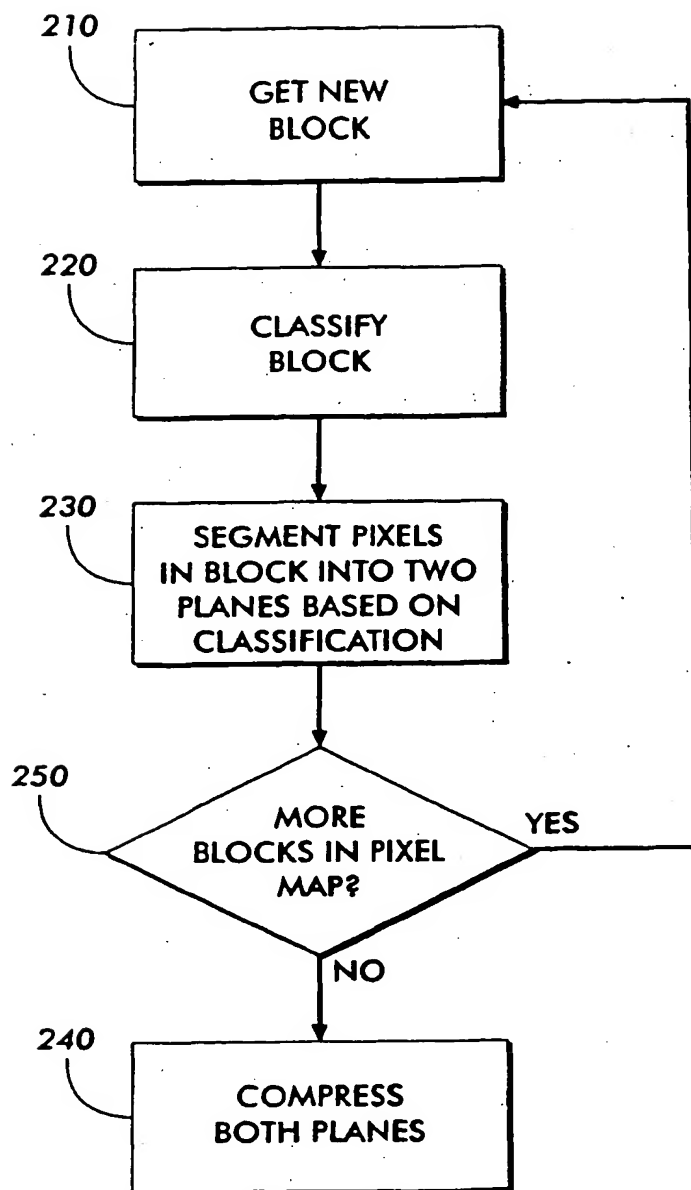 210
GET NEW
BLOCK
220
CLASSIFY
BLOCK
230
SEGMENT PIXELS
IN BLOCK INTO TWO
PLANES BASED ON
CLASSIFICATION
250
MORE
BLOCKS IN PIXEL
MAP?
YES
NO
240
COMPRESS
BOTH PLANES